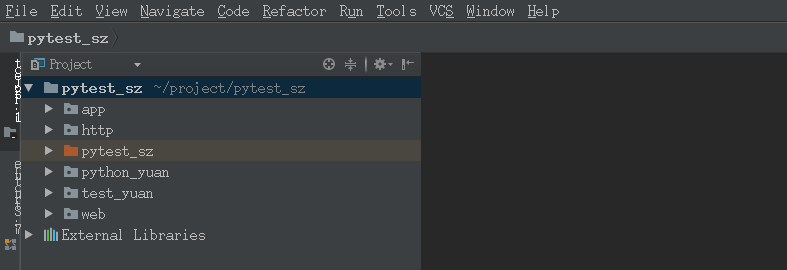 File Edit View Navigate Code Refactor Run Tools VCS Window Help
pytest_sz
Project
pytest_sz ~/project/pytest_sz
app
http
pytest_sz
python_yuan
test_yuan
web
External Libraries